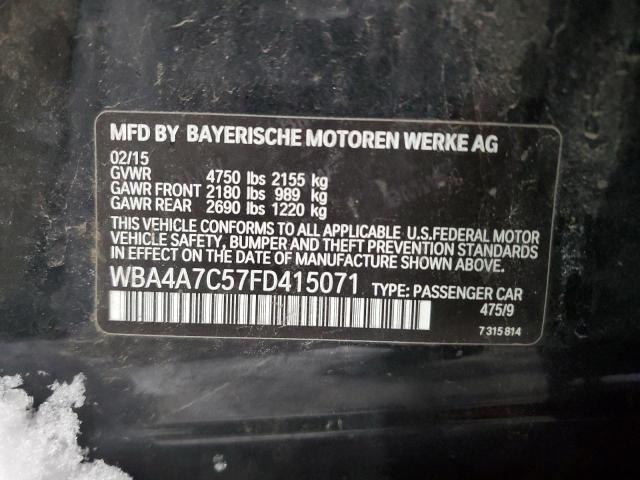 MFD BY BAYERISCHE MOTOREN WERKE AG
02/15
GVWR 4750 lbs 2155 kg
GAWR FRONT 2180 lbs 989 kg
GAWR REAR 2690 lbs 1220 kg
THIS VEHICLE CONFORMS TO ALL APPLICABLE U.S.FEDERAL MOTOR
VEHICLE SAFETY, BUMPER AND THEFT PREVENTION STANDARDS
IN EFFECT ON THE DATE OF MANUFACTURE SHOWN ABOVE.
WBA4A7C57FD415071 TYPE: PASSENGER CAR
475/9
7 315 814